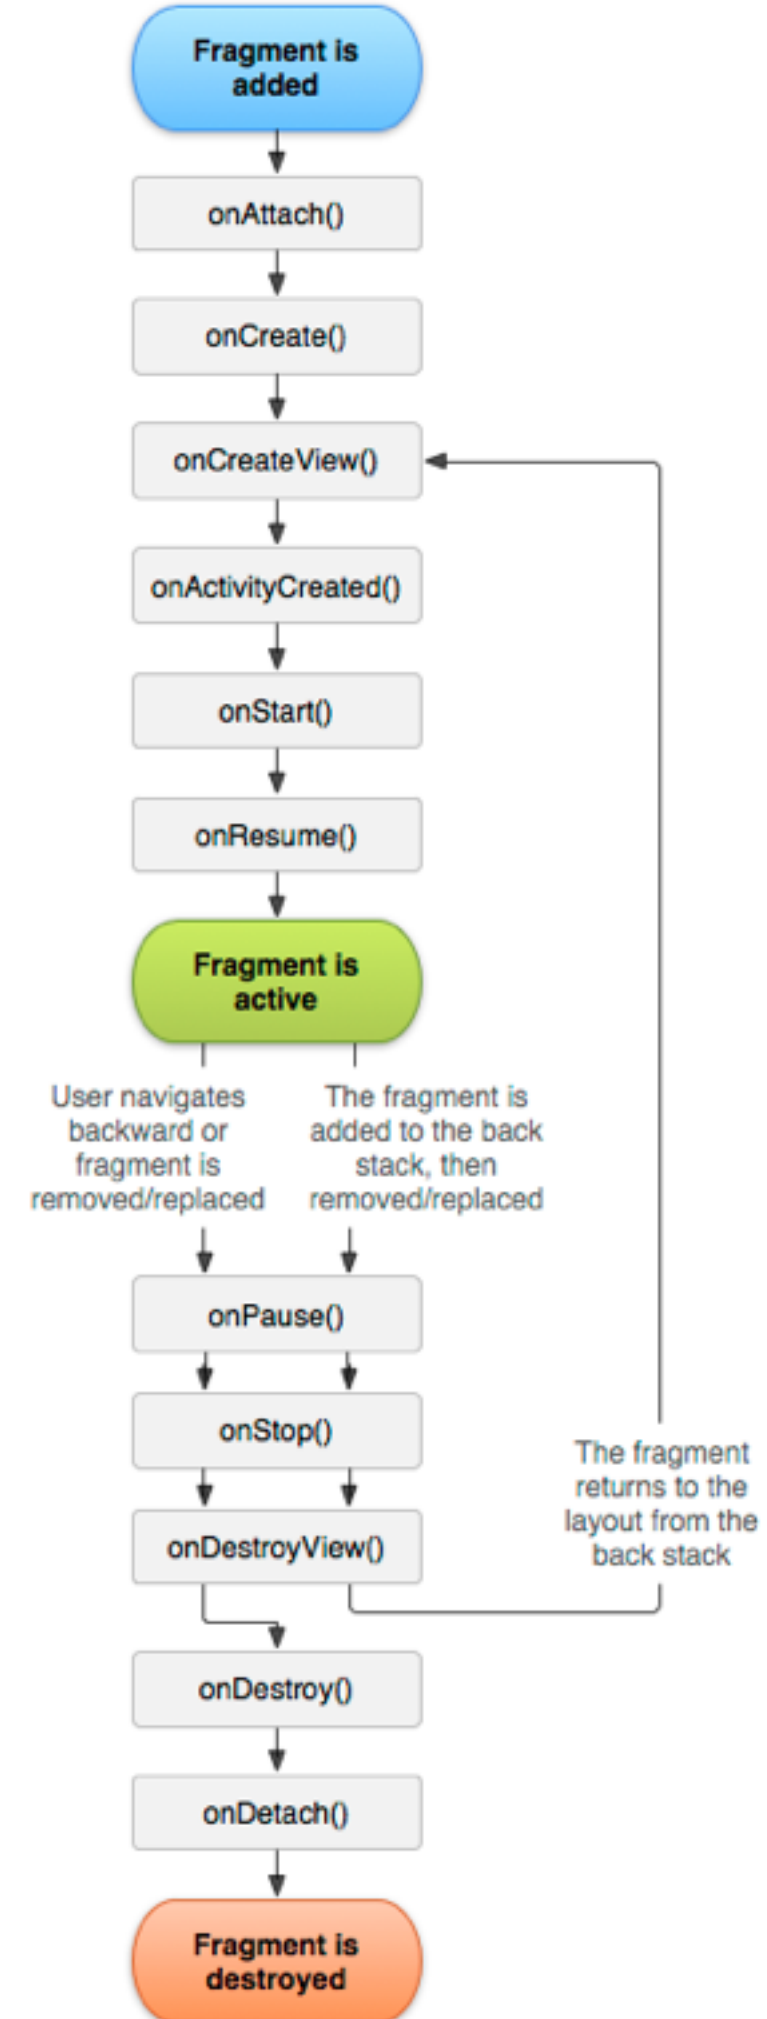 Fragment is
added
onAttach()
onCreate()
onCreateView()
onActivityCreated()
onStart()
onResume()
Fragment is
active
User navigates
backward or
fragment is
removed/replaced
The fragment is
added to the back
stack, then
removed/replaced
onPause()
onStop()
onDestroyView()
The fragment
returns to the
layout from the
back stack
onDestroy()
onDetach()
Fragment is
destroyed